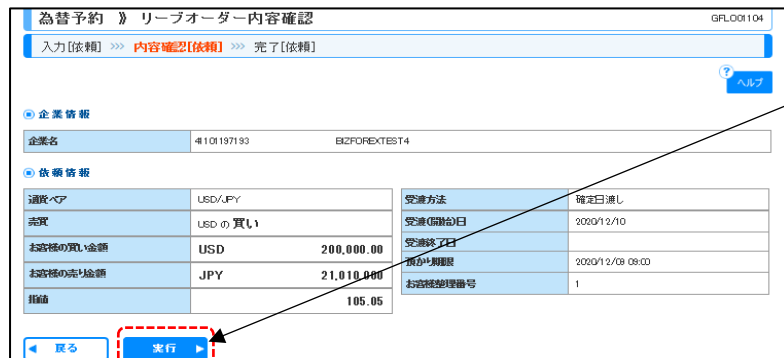 為替予約 》 リーブオーダー内容確認
GFLO01104
入力[依頼] >>> 内容確認[依頼] >>> 完了[依頼]
?
ヘルプ
企業情報
企業名 41101197193 BIZFOREXTEST4
依頼情報
通貨ペア USD/JPY
売買 USD の 買い
お客様の買い金額 USD 200,000.00
お客様の売り金額 JPY 21,010,000
指値 105.05
受渡方法 確定日渡し
受渡(開始)日 2020/12/10
受渡終了日
預かり期限 2020/12/09 09:00
お客様整理番号 1
戻る
実行